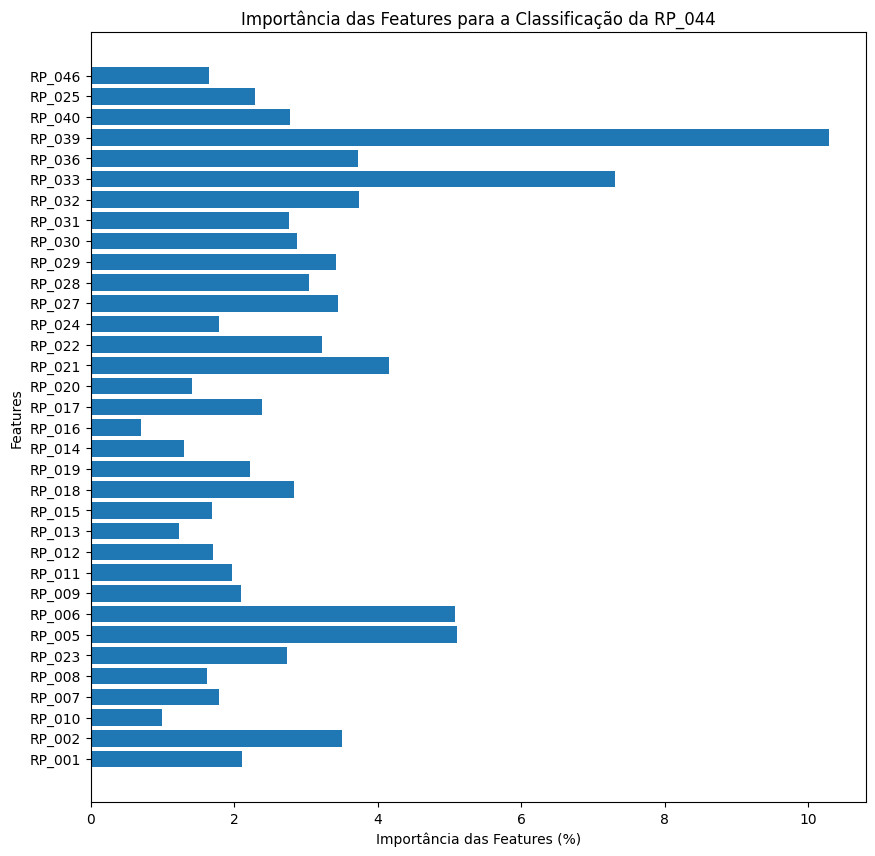 Importância das Features para a Classificação da RP_044
RP_046
RP_025
RP_040
RP_039
RP_036
RP_033
RP_032
RP_031
RP_030
RP_029
RP_028
RP_027
RP_024
RP_022
RP_021
RP_020
RP_017
RP_016
RP_014
RP_019
RP_018
RP_015
RP_013
RP_012
RP_011
RP_009
RP_006
RP_005
RP_023
RP_008
RP_007
RP_010
RP_002
RP_001
Features
0 2 4 6 8 10
Importância das Features (%)